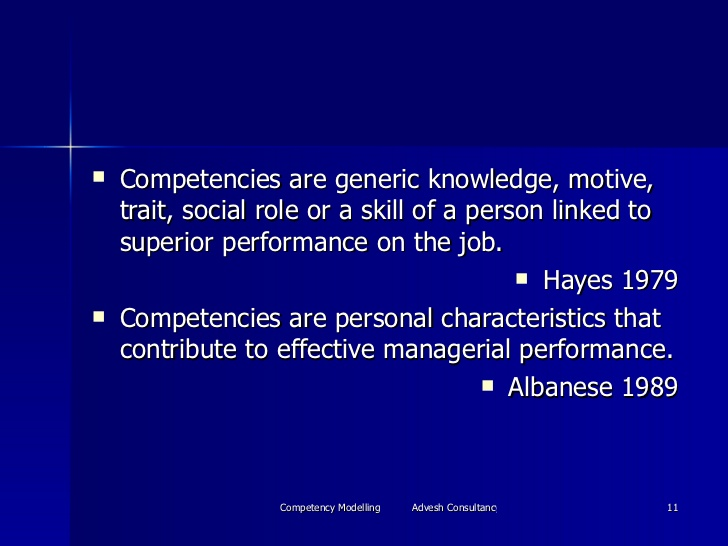 Competencies are generic knowledge, motive,
trait, social role or a skill of a person linked to
superior performance on the job.
Hayes 1979
Competencies are personal characteristics that
contribute to effective managerial performance.
Albanese 1989
Competency Modelling Advesh Consultancy 11